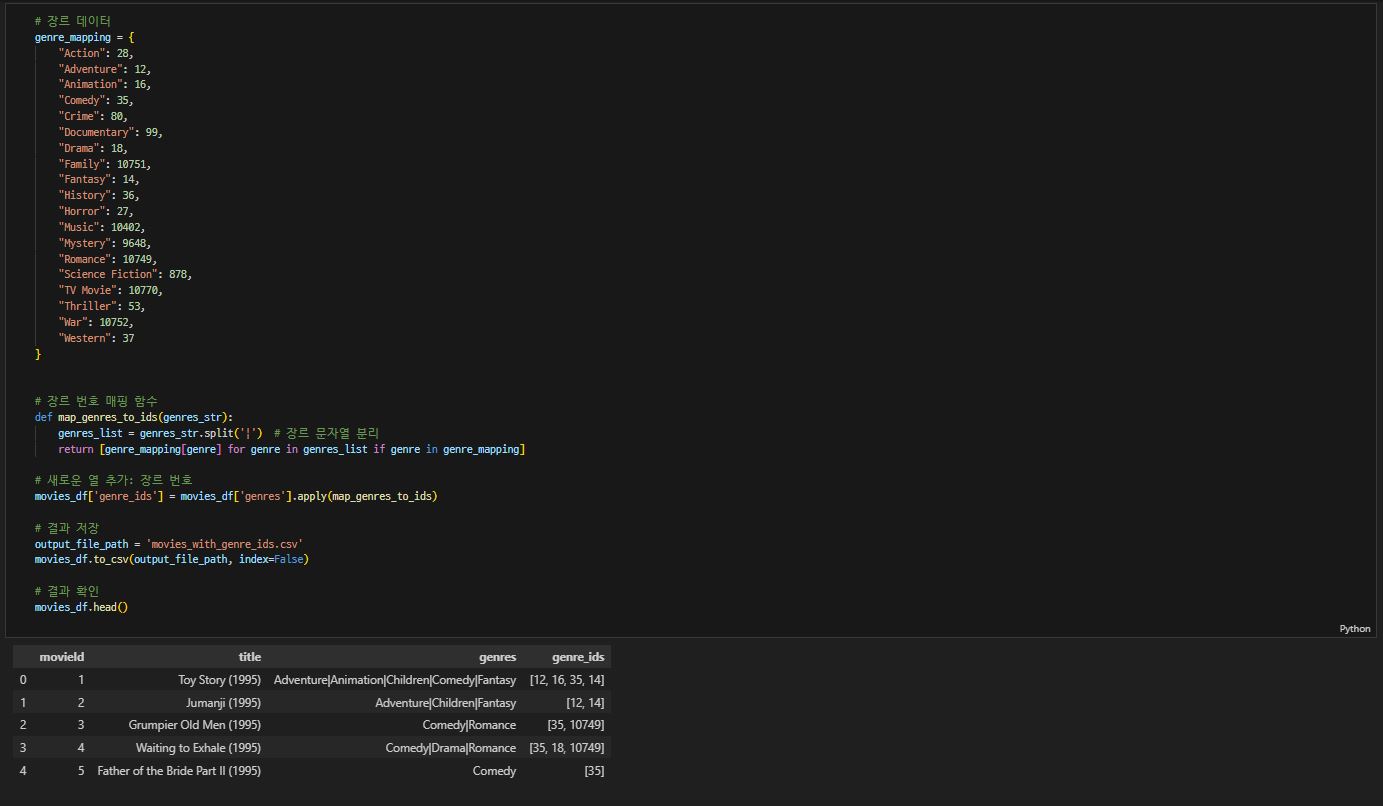 # 장르 데이터
genre_mapping = {
    "Action": 28,
    "Adventure": 12,
    "Animation": 16,
    "Comedy": 35,
    "Crime": 80,
    "Documentary": 99,
    "Drama": 18,
    "Family": 10751,
    "Fantasy": 14,
    "History": 36,
    "Horror": 27,
    "Music": 10402,
    "Mystery": 9648,
    "Romance": 10749,
    "Science Fiction": 878,
    "TV Movie": 10770,
    "Thriller": 53,
    "War": 10752,
    "Western": 37
}
# 장르 번호 매핑 함수
def map_genres_to_ids(genres_str):
    genres_list = genres_str.split('|')  # 장르 문자열 분리
    return [genre_mapping[genre] for genre in genres_list if genre in genre_mapping]
# 새로운 열 추가: 장르 번호
movies_df['genre_ids'] = movies_df['genres'].apply(map_genres_to_ids)
# 결과 저장
output_file_path = 'movies_with_genre_ids.csv'
movies_df.to_csv(output_file_path, index=False)
# 결과 확인
movies_df.head()
Python
movieId title genres genre_ids
0 1 Toy Story (1995) Adventure|Animation|Children|Comedy|Fantasy [12, 16, 35, 14]
1 2 Jumanji (1995) Adventure|Children|Fantasy [12, 14]
2 3 Grumpier Old Men (1995) Comedy|Romance [35, 10749]
3 4 Waiting to Exhale (1995) Comedy|Drama|Romance [35, 18, 10749]
4 5 Father of the Bride Part II (1995) Comedy [35]